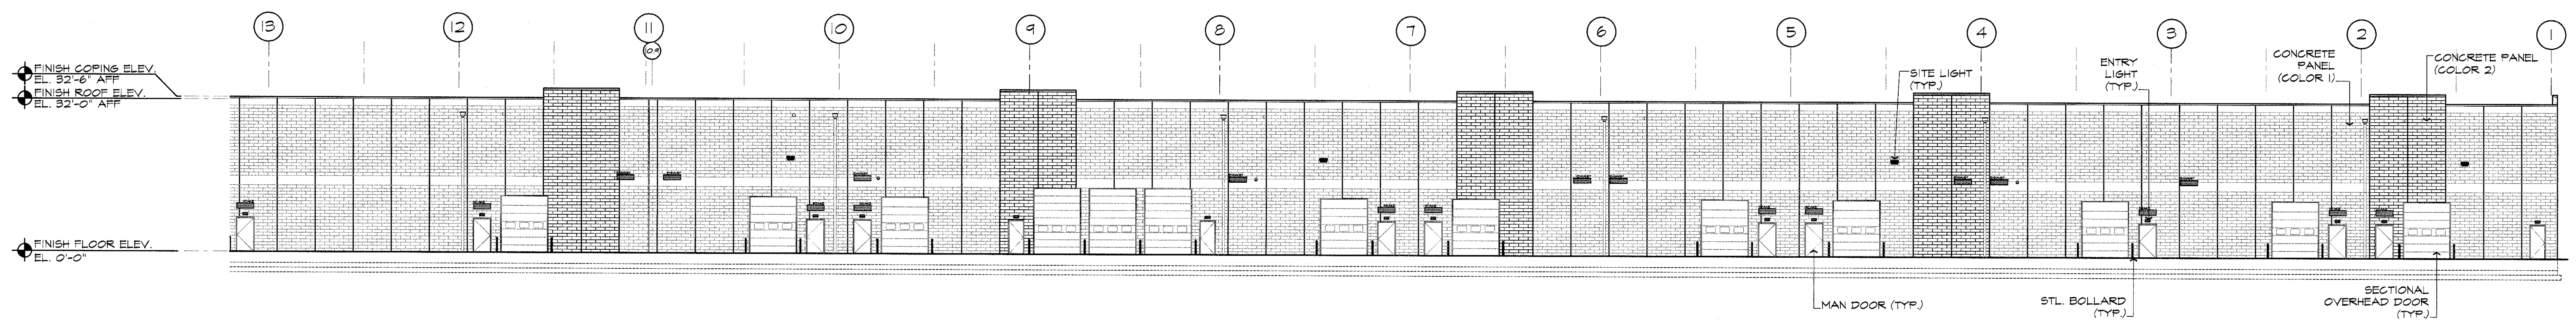 13
12
11
10.9
10
9
8
7
6
5
4
3
2
1
FINISH COPING ELEV.
EL. 32'-6" AFF
FINISH ROOF ELEV.
EL. 32'-0" AFF
FINISH FLOOR ELEV.
EL. 0'-0"
SITE LIGHT
(TYP.)
ENTRY
LIGHT
(TYP.)
CONCRETE
PANEL
(COLOR 1)
CONCRETE PANEL
(COLOR 2)
MAN DOOR (TYP.)
STL. BOLLARD
(TYP.)
SECTIONAL
OVERHEAD DOOR
(TYP.)